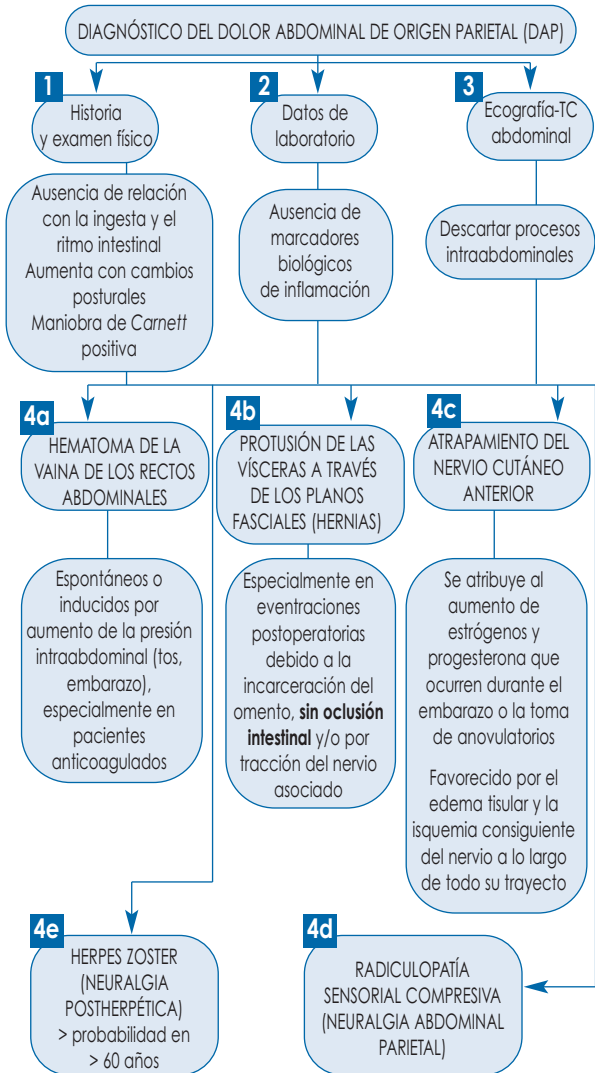 DIAGNÓSTICO DEL DOLOR ABDOMINAL DE ORIGEN PARIETAL (DAP)
1
Historia
y examen físico
2
Datos de
laboratorio
3
Ecografía-TC
abdominal
Ausencia de relación
con la ingesta y el
ritmo intestinal
Aumenta con cambios
posturales
Maniobra de Carnett
positiva
Ausencia de
marcadores
biológicos
de inflamación
Descartar procesos
intraabdominales
4a
HEMATOMA DE LA
VAINA DE LOS RECTOS
ABDOMINALES
4b
PROTUSIÓN DE LAS
VÍSCERAS A TRAVÉS
DE LOS PLANOS
FASCIALES (HERNIAS)
4c
ATRAPAMIENTO DEL
NERVIO CUTÁNEO
ANTERIOR
Espontáneos o
inducidos por
aumento de la presión
intraabdominal (tos,
embarazo),
especialmente en
pacientes
anticoagulados
Especialmente en
eventraciones
postoperatorias
debido a la
incarceración del
omento, sin oclusión
intestinal y/o por
tracción del nervio
asociado
Se atribuye al
aumento de
estrógenos y
progesterona que
ocurren durante el
embarazo o la toma
de anovulatorios
Favorecido por el
edema tisular y la
isquemia consiguiente
del nervio a lo largo
de todo su trayecto
4e
HERPES ZOSTER
(NEURALGIA
POSTHERPÉTICA)
> probabilidad en
> 60 años
4d
RADICULOPATÍA
SENSORIAL COMPRESIVA
(NEURALGIA ABDOMINAL
PARIETAL)